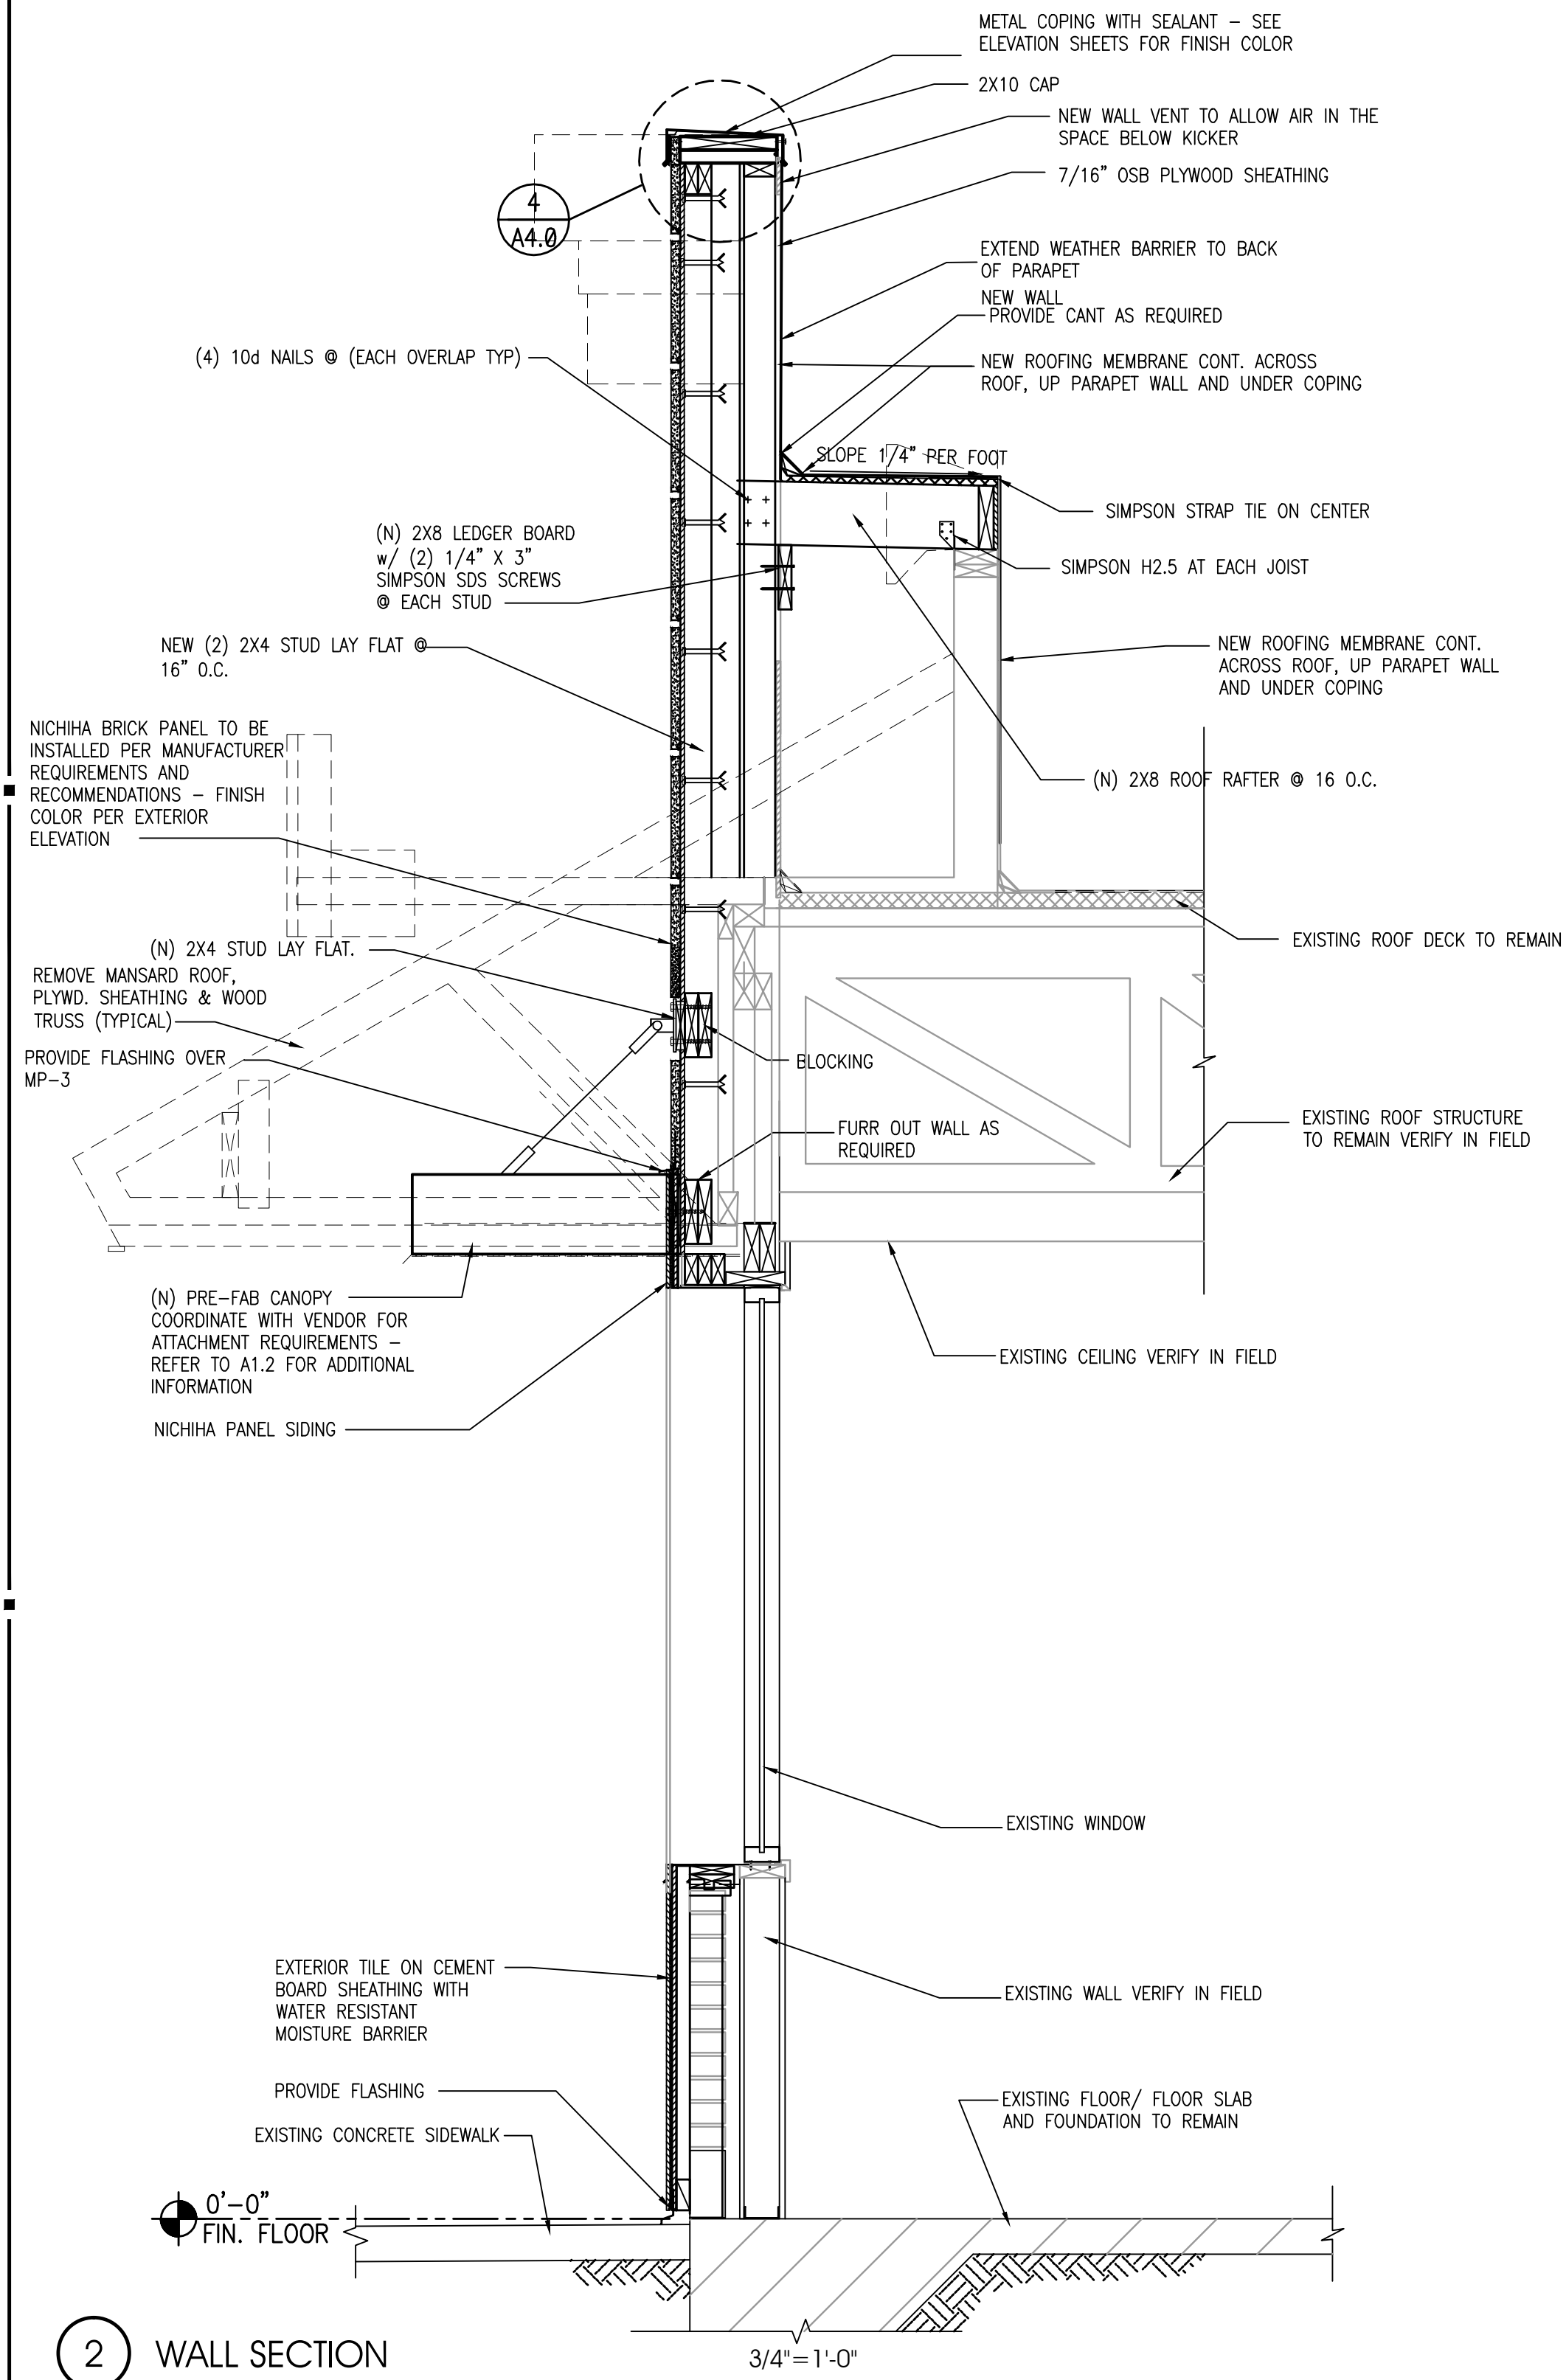 METAL COPING WITH SEALANT – SEE
ELEVATION SHEETS FOR FINISH COLOR
2X10 CAP
NEW WALL VENT TO ALLOW AIR IN THE
SPACE BELOW KICKER
7/16" OSB PLYWOOD SHEATHING
4
A4.0
EXTEND WEATHER BARRIER TO BACK
OF PARAPET
NEW WALL
PROVIDE CANT AS REQUIRED
(4) 10d NAILS @ (EACH OVERLAP TYP)
NEW ROOFING MEMBRANE CONT. ACROSS
ROOF, UP PARAPET WALL AND UNDER COPING
SLOPE 1/4" PER FOOT
SIMPSON STRAP TIE ON CENTER
(N) 2X8 LEDGER BOARD
w/ (2) 1/4" X 3"
SIMPSON SDS SCREWS
@ EACH STUD
SIMPSON H2.5 AT EACH JOIST
NEW (2) 2X4 STUD LAY FLAT @
16" O.C.
NEW ROOFING MEMBRANE CONT.
ACROSS ROOF, UP PARAPET WALL
AND UNDER COPING
NICHIHA BRICK PANEL TO BE
INSTALLED PER MANUFACTURER
REQUIREMENTS AND
RECOMMENDATIONS – FINISH
COLOR PER EXTERIOR
ELEVATION
(N) 2X8 ROOF RAFTER @ 16 O.C.
(N) 2X4 STUD LAY FLAT.
EXISTING ROOF DECK TO REMAIN
REMOVE MANSARD ROOF,
PLYWD. SHEATHING & WOOD
TRUSS (TYPICAL)
PROVIDE FLASHING OVER
MP-3
BLOCKING
FURR OUT WALL AS
REQUIRED
EXISTING ROOF STRUCTURE
TO REMAIN VERIFY IN FIELD
(N) PRE-FAB CANOPY
COORDINATE WITH VENDOR FOR
ATTACHMENT REQUIREMENTS –
REFER TO A1.2 FOR ADDITIONAL
INFORMATION
EXISTING CEILING VERIFY IN FIELD
NICHIHA PANEL SIDING
EXISTING WINDOW
EXTERIOR TILE ON CEMENT
BOARD SHEATHING WITH
WATER RESISTANT
MOISTURE BARRIER
EXISTING WALL VERIFY IN FIELD
PROVIDE FLASHING
EXISTING FLOOR/ FLOOR SLAB
AND FOUNDATION TO REMAIN
EXISTING CONCRETE SIDEWALK
0'-0"
FIN. FLOOR
2 WALL SECTION
3/4"=1'-0"